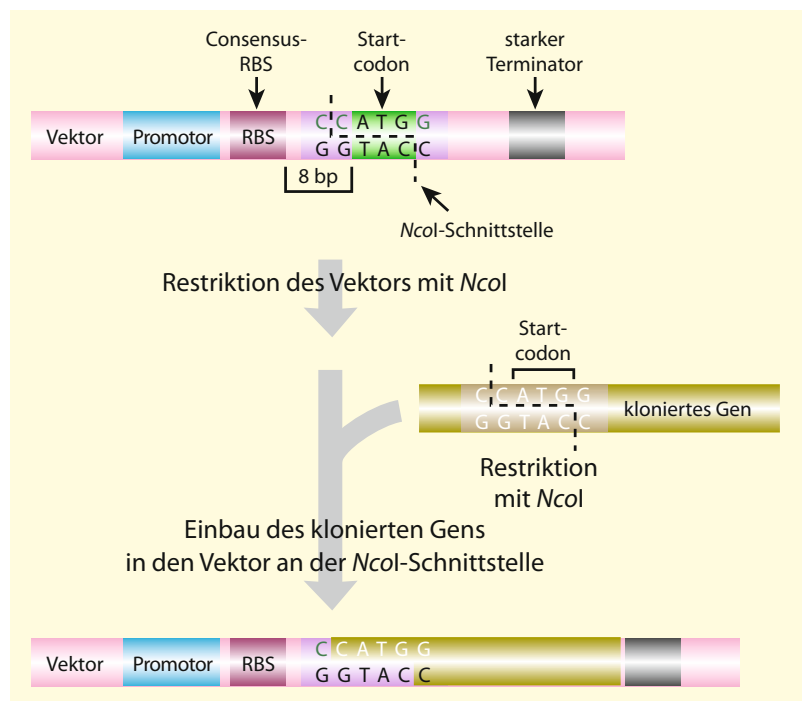 Consensus-
RBS
Start-
codon
starker
Terminator
Vektor
Promotor
RBS
C C A T G G
G G T A C C
8 bp
NcoI-Schnittstelle
Restriktion des Vektors mit NcoI
Start-
codon
C C A T G G
G G T A C C
kloniertes Gen
Restriktion
mit NcoI
Einbau des klonierten Gens
in den Vektor an der NcoI-Schnittstelle
Vektor
Promotor
RBS
C C A T G G
G G T A C C